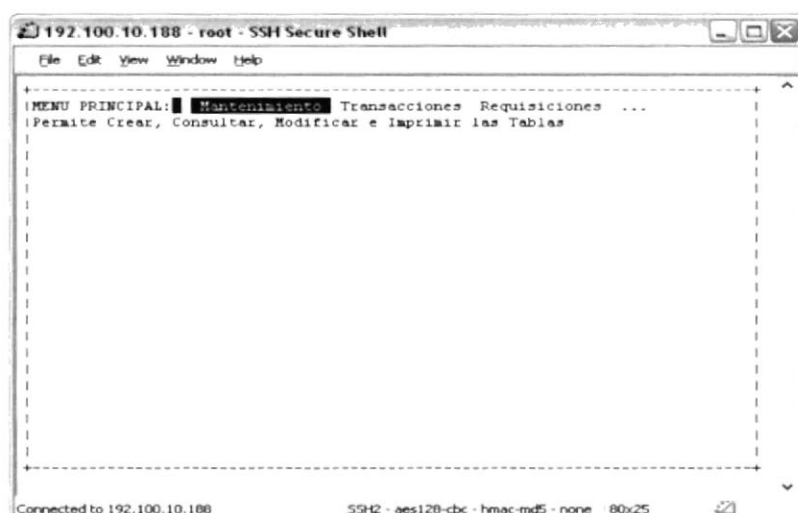 192.100.10.188 - root - SSH Secure Shell
File Edit View Window Help
MENU PRINCIPAL: Mantenimiento Transacciones Requisiciones ...
Permite Crear, Consultar, Modificar e Imprimir las Tablas
Connected to 192.100.10.188 SSH2 - aes128-cbc - hmac-md5 - none 80x25